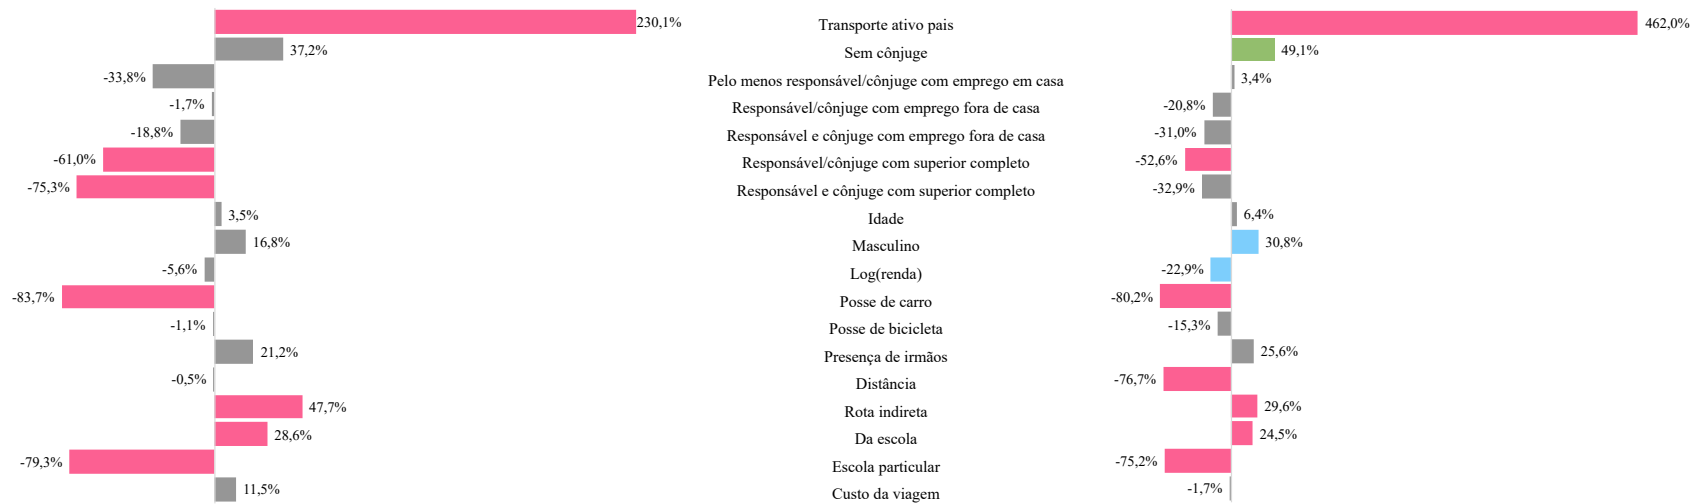 230,1% Transporte ativo pais 462,0%
37,2% Sem cônjuge 49,1%
-33,8% Pelo menos responsável/cônjuge com emprego em casa 3,4%
-1,7% Responsável/cônjuge com emprego fora de casa -20,8%
-18,8% Responsável e cônjuge com emprego fora de casa -31,0%
-61,0% Responsável/cônjuge com superior completo -52,6%
-75,3% Responsável e cônjuge com superior completo -32,9%
3,5% Idade 6,4%
16,8% Masculino 30,8%
-5,6% Log(renda) -22,9%
-83,7% Posse de carro -80,2%
-1,1% Posse de bicicleta -15,3%
21,2% Presença de irmãos 25,6%
-0,5% Distância -76,7%
47,7% Rota indireta 29,6%
28,6% Da escola 24,5%
-79,3% Escola particular -75,2%
11,5% Custo da viagem -1,7%